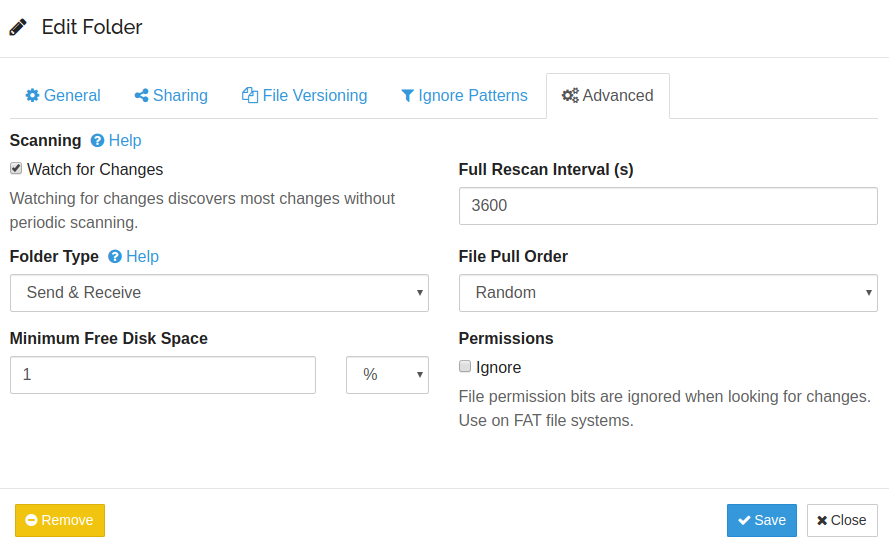 Edit Folder
General Sharing File Versioning Ignore Patterns Advanced
Scanning Help
Watch for Changes
Watching for changes discovers most changes without
periodic scanning.
Full Rescan Interval (s)
3600
Folder Type Help
Send & Receive
File Pull Order
Random
Minimum Free Disk Space
1 %
Permissions
Ignore
File permission bits are ignored when looking for changes.
Use on FAT file systems.
Remove Save Close